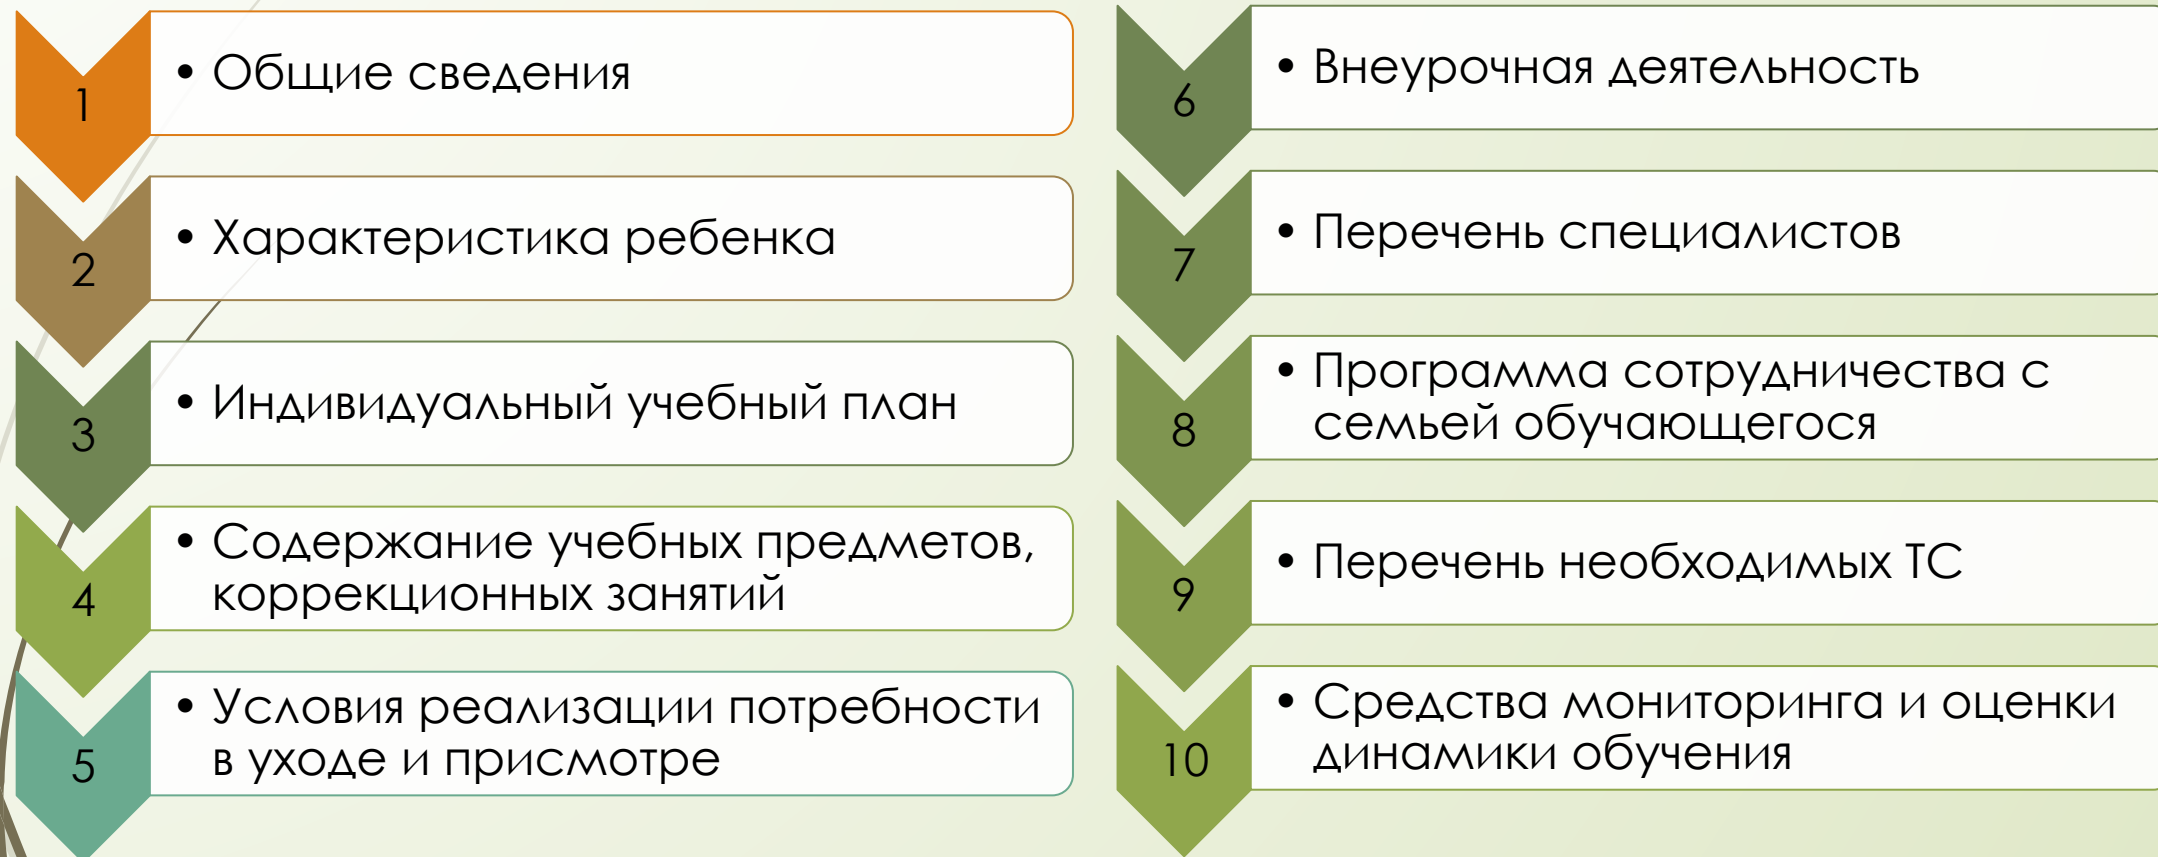 1
• Общие сведения
2
• Характеристика ребенка
3
• Индивидуальный учебный план
4
• Содержание учебных предметов,
коррекционных занятий
5
• Условия реализации потребности
в уходе и присмотре
6
• Внеурочная деятельность
7
• Перечень специалистов
8
• Программа сотрудничества с
семьей обучающегося
9
• Перечень необходимых ТС
10
• Средства мониторинга и оценки
динамики обучения